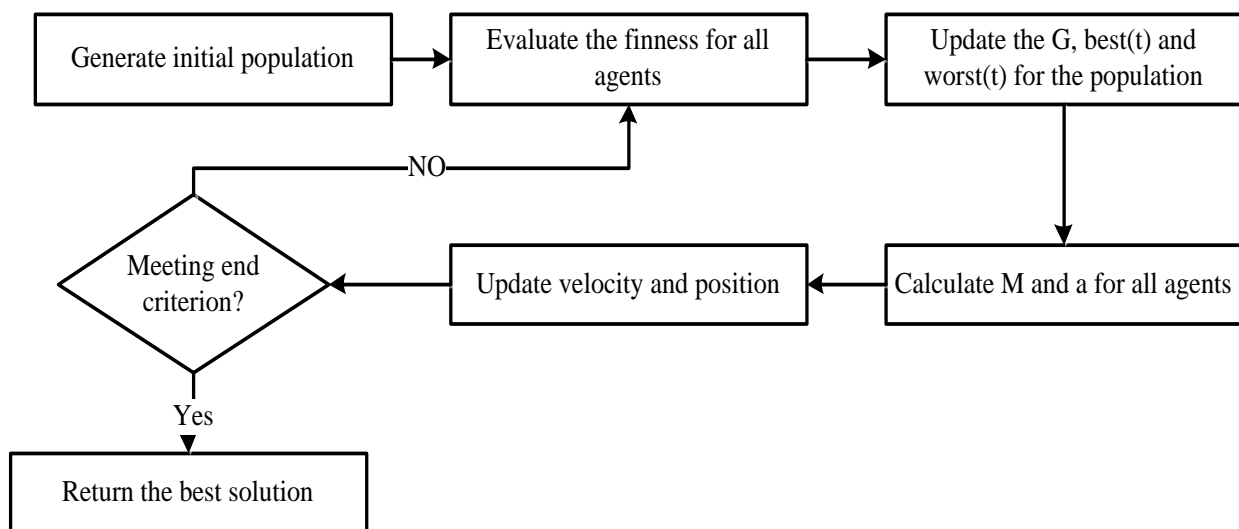 Generate initial population
Evaluate the finness for all
agents
Update the G, best(t) and
worst(t) for the population
Calculate M and a for all agents
Update velocity and position
Meeting end
criterion?
NO
Yes
Return the best solution